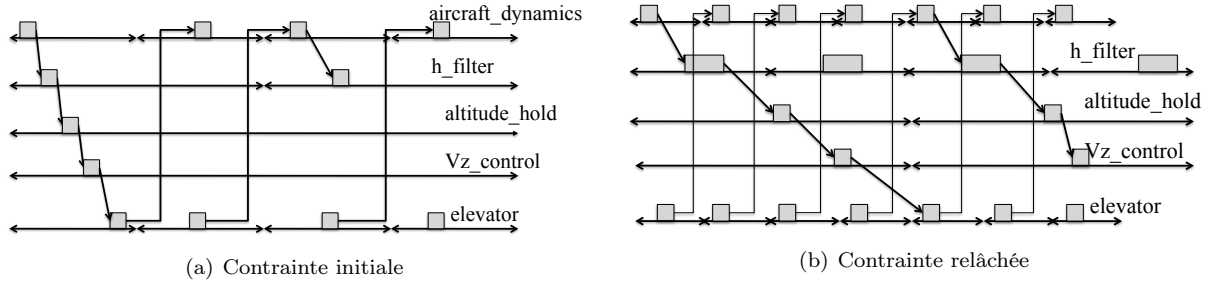 aircraft_dynamics
h_filter
altitude_hold
Vz_control
elevator
(a) Contrainte initiale
h_filter
altitude_hold
Vz_control
elevator
(b) Contrainte relâchée